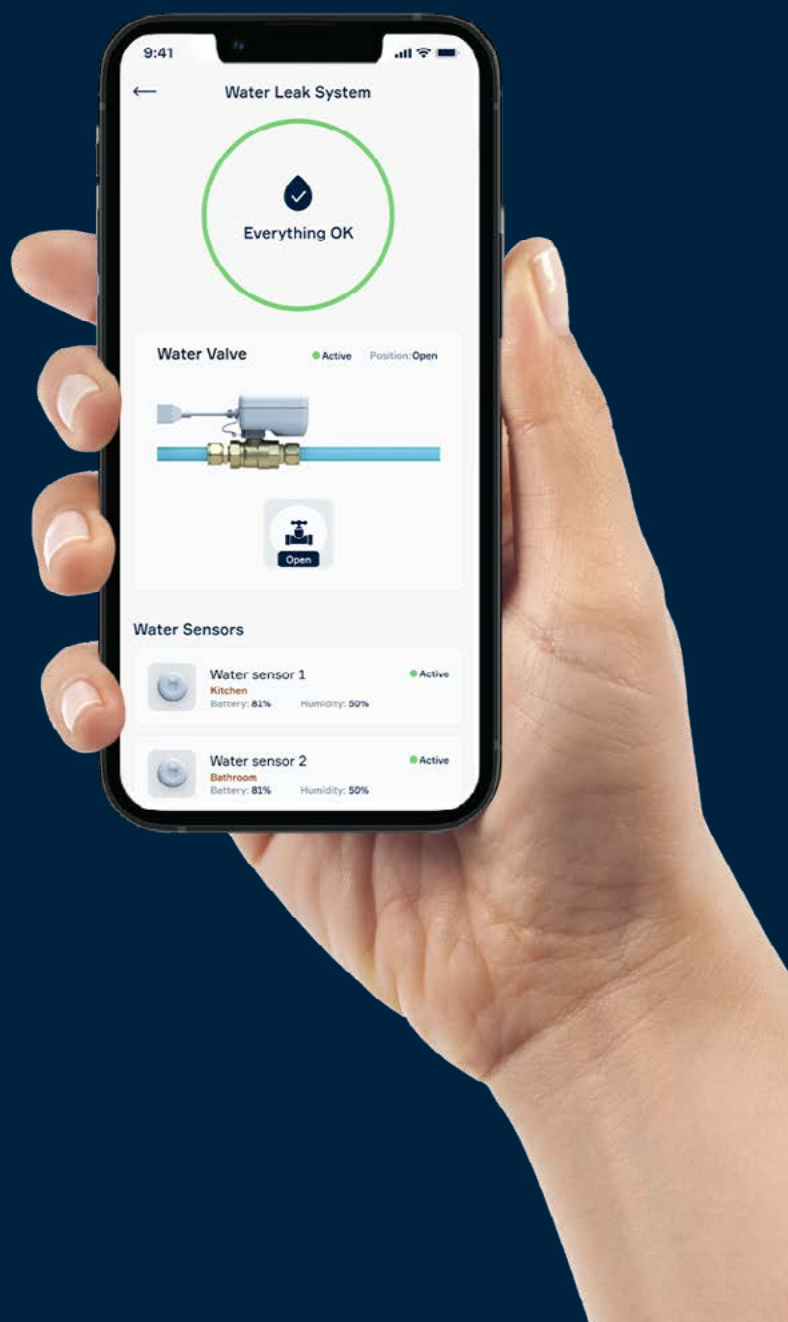 9:41
Water Leak System
Everything OK
Water Valve Active Position: Open
Open
Water Sensors
Water sensor 1 Active
Kitchen
Battery: 81% Humidity: 50%
Water sensor 2 Active
Bathroom
Battery: 81% Humidity: 50%